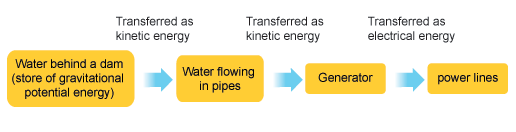 Transferred as
kinetic energy
Transferred as
kinetic energy
Transferred as
electrical energy
Water behind a dam
(store of gravitational
potential energy)
Water flowing
in pipes
Generator
power lines